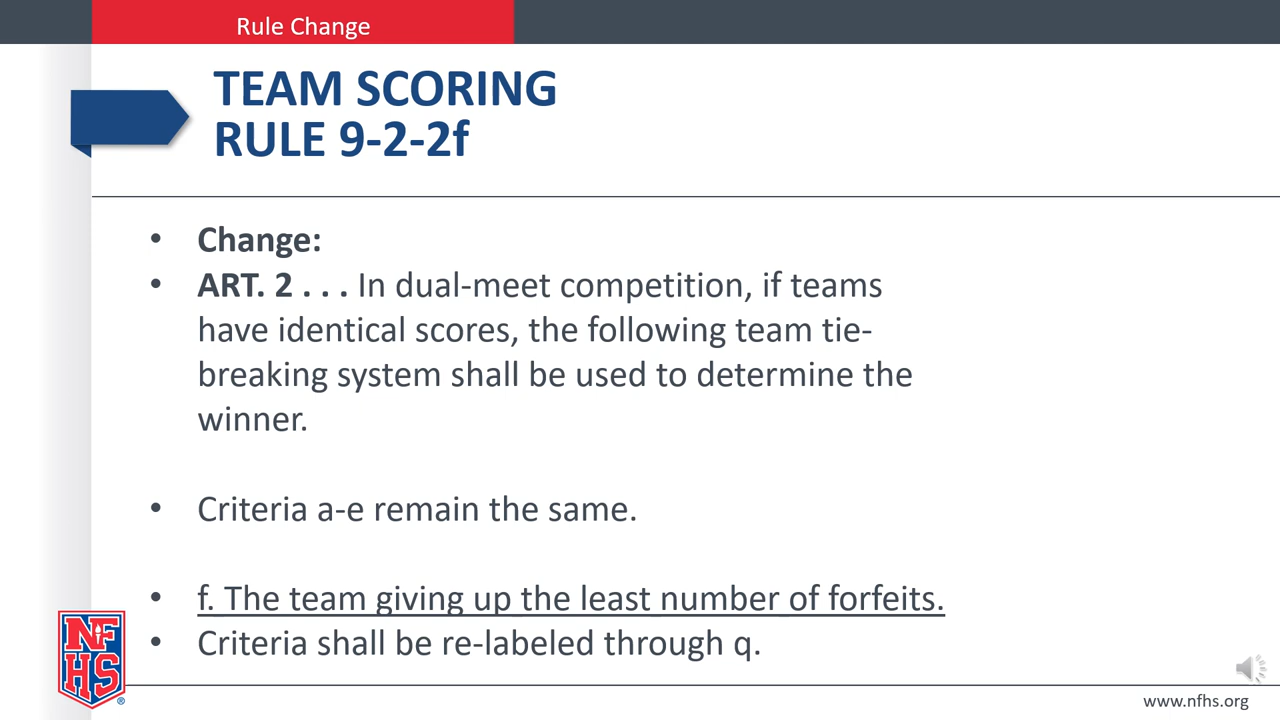 Rule Change
TEAM SCORING
RULE 9-2-2f
• Change:
• ART. 2 . . . In dual-meet competition, if teams
have identical scores, the following team tie-
breaking system shall be used to determine the
winner.
• Criteria a-e remain the same.
• f. The team giving up the least number of forfeits.
• Criteria shall be re-labeled through q.
NF
HS
®
www.nfhs.org